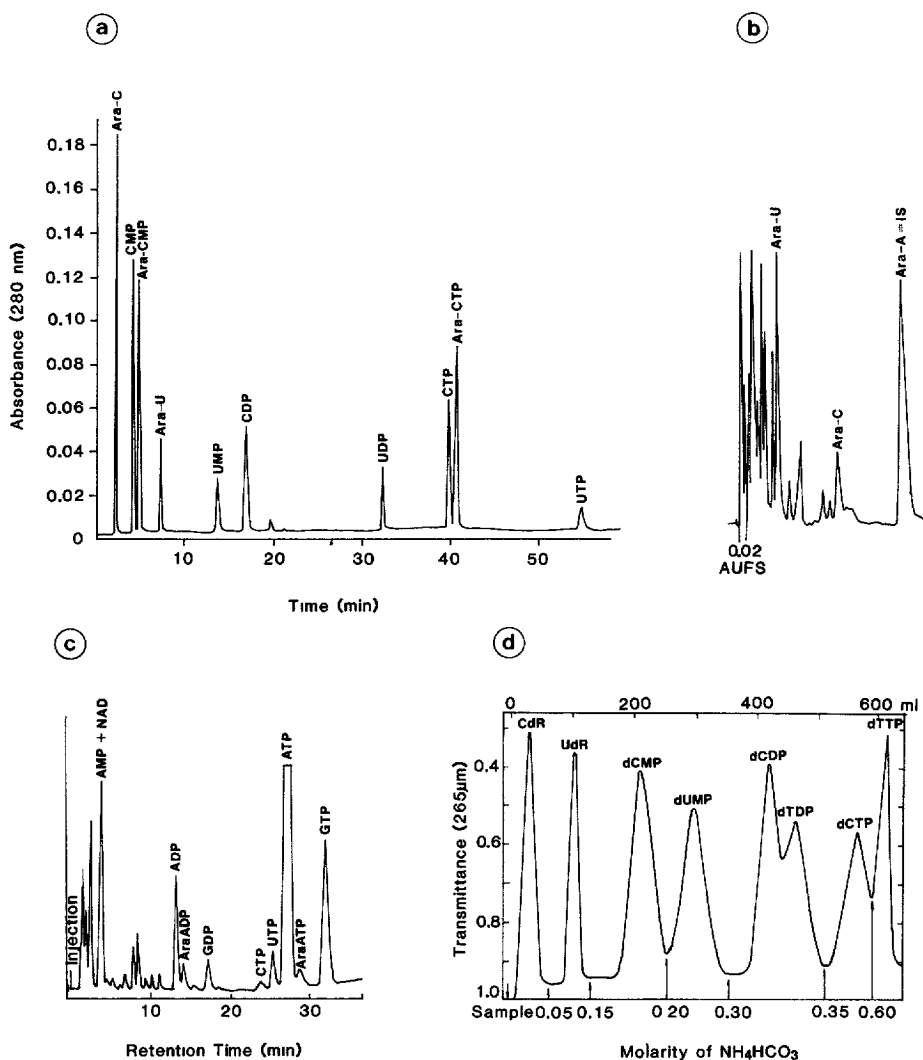 a
Absorbance (280 nm)
0.18
0.16
0.14
0.12
0.10
0.08
0.06
0.04
0.02
0
Ara-C
CMP
Ara-CMP
Ara-U
UMP
CDP
UDP
CTP
Ara-CTP
UTP
10 20 30 40 50
Time (min)
b
Ara-U
Ara-C
Ara-A=IS
0.02
AUFS
c
Injection
AMP + NAD
ADP
AraADP
GDP
CTP
UTP
ATP
AraATP
GTP
10 20 30
Retention Time (min)
d
0 200 400 600 ml
Transmittance (265µm)
0.4
0.6
0.8
0.9
1.0
CdR
UdR
dCMP
dUMP
dCDP
dTDP
dCTP
dTTP
Sample 0.05 0.15 0 20 0.30 0.35 0.60
Molarity of NH₄HCO₃